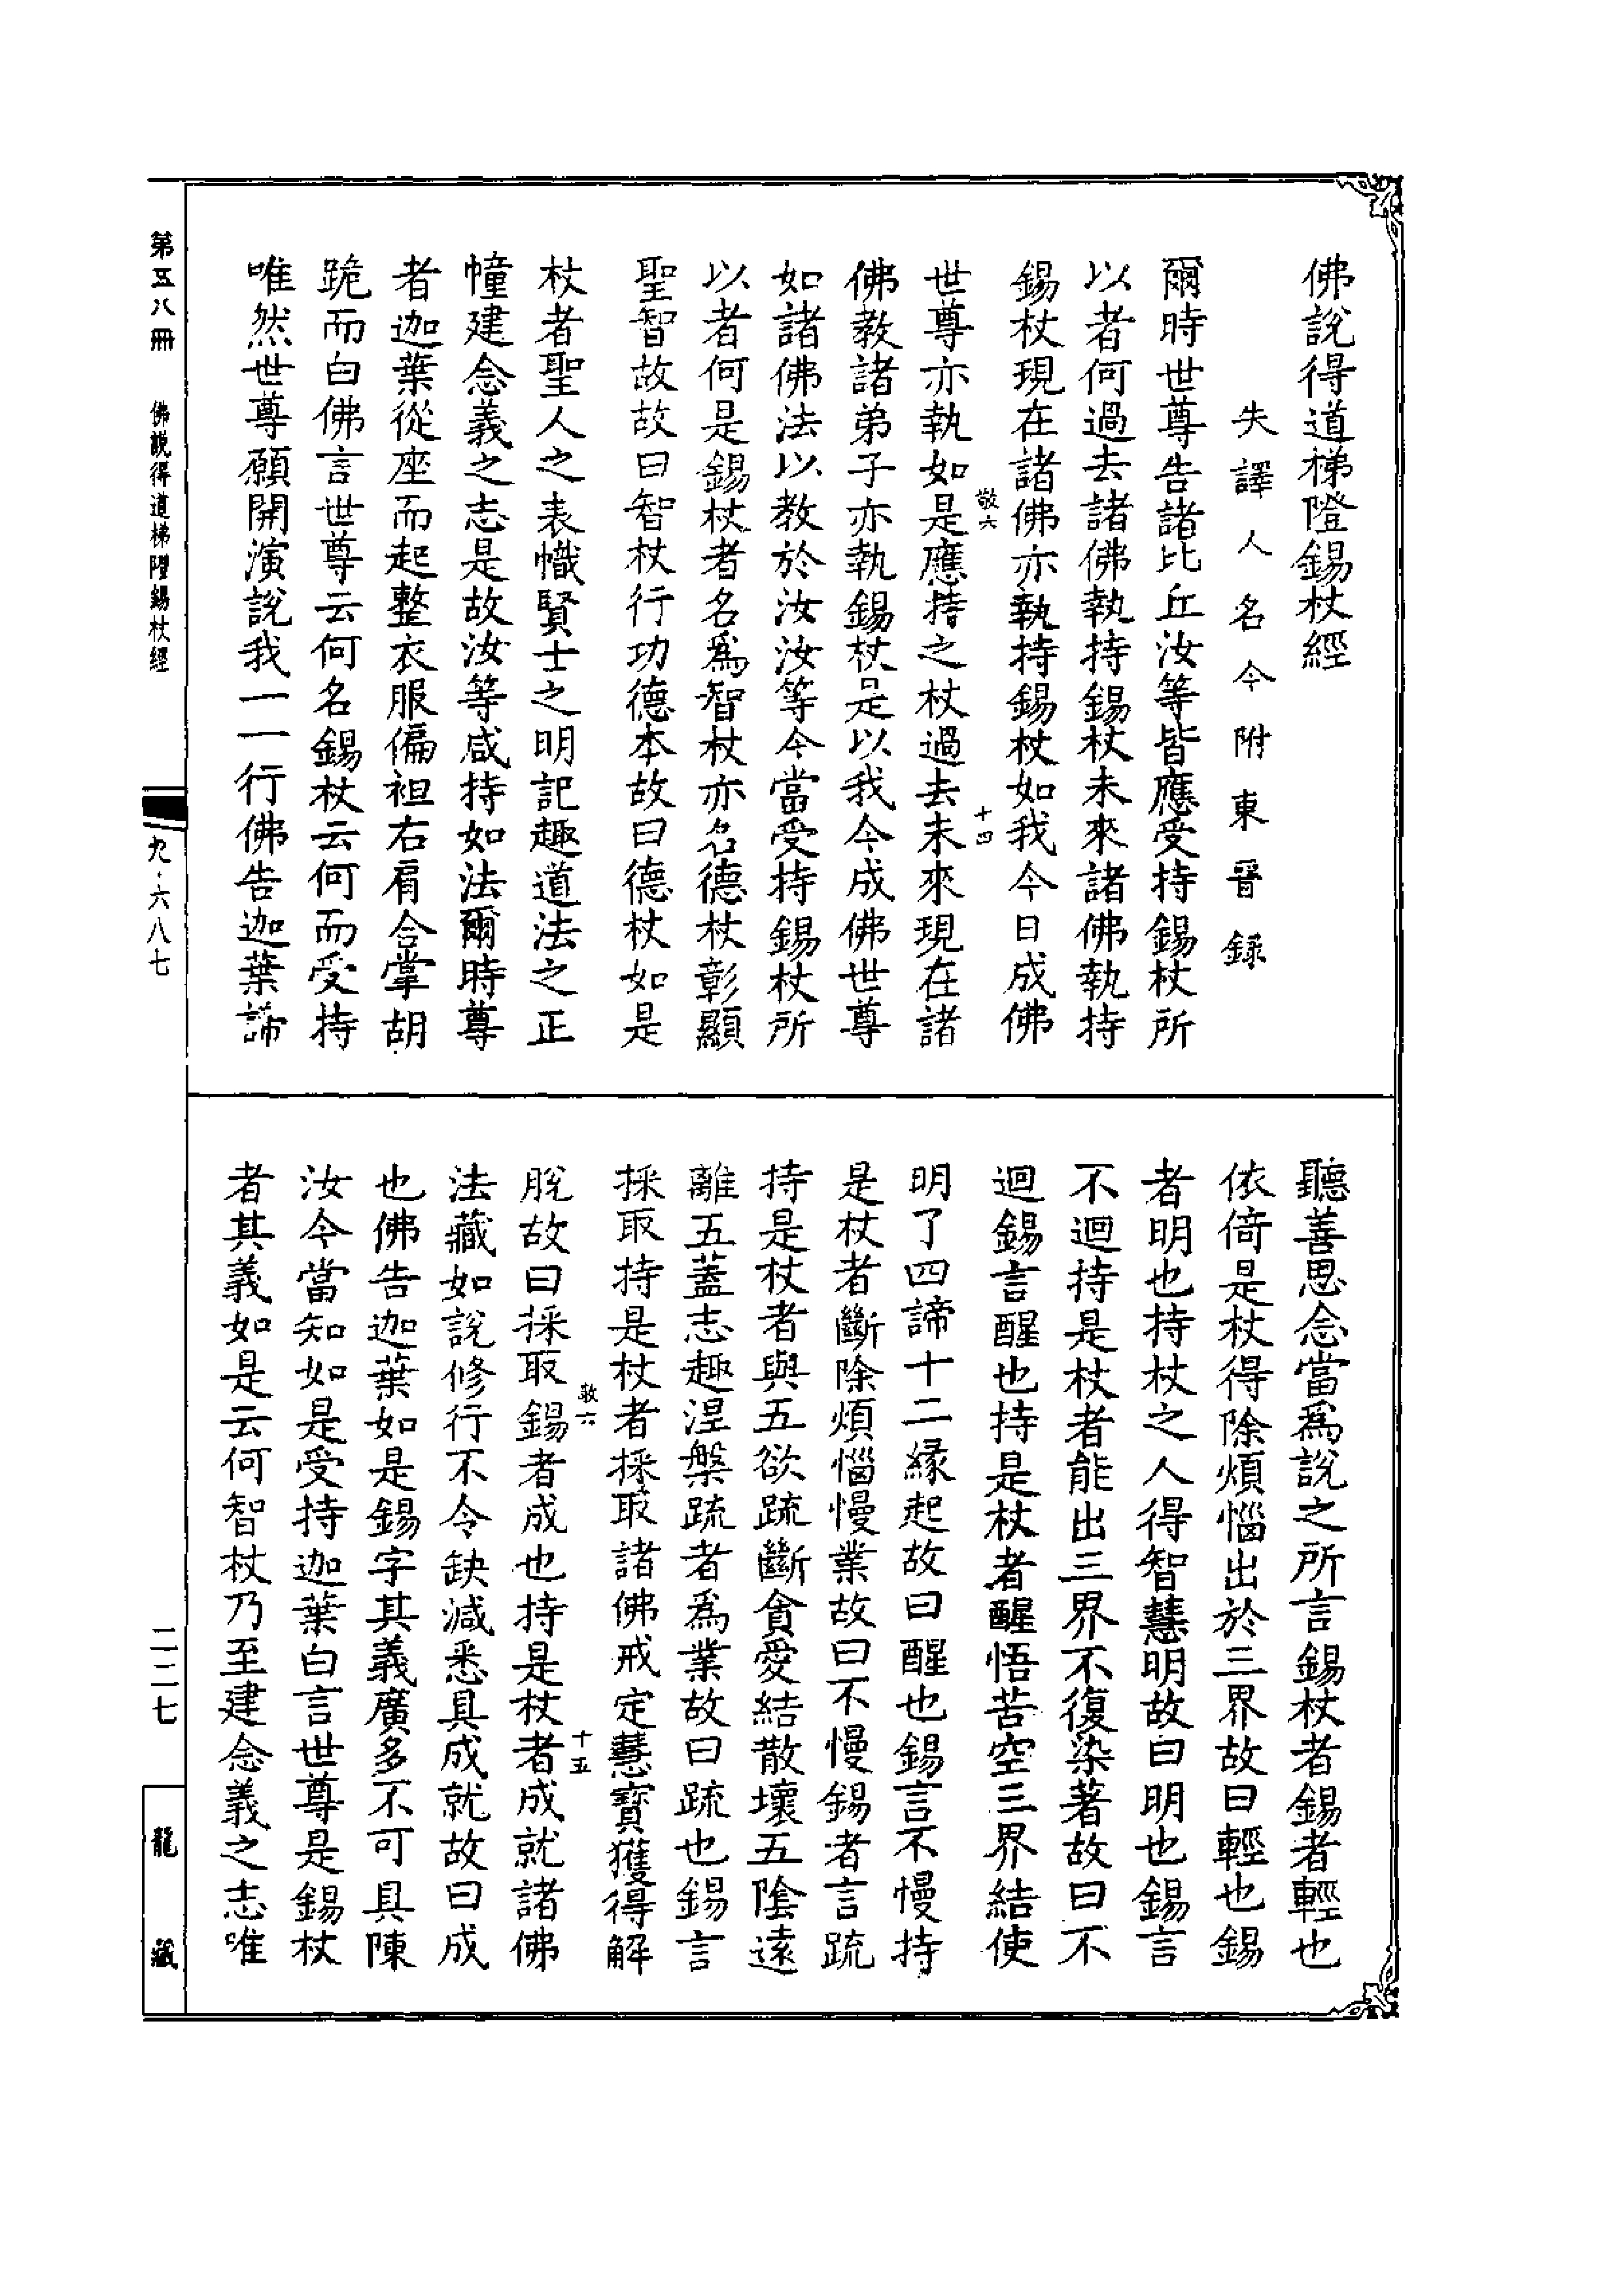 佛說得道梯隥錫杖經
失譯人名今附東晉錄
爾時世尊告諸比丘汝等皆應受持錫杖所
以者何過去諸佛執持錫杖未來諸佛執持
錫杖現在諸佛亦執持錫杖如我今日成佛
敬六
十四
世尊亦執如是應持之杖過去未來現在諸
佛教諸弟子亦執錫杖是以我今成佛世尊
如諸佛法以教於汝汝等今當受持錫杖所
以者何是錫杖者名為智杖亦名德杖彰顯
聖智故故曰智杖行功德本故曰德杖如是
杖者聖人之表幟賢士之明記趣道法之正
幢建念義之志是故汝等咸持如法爾時尊
者迦葉從座而起整衣服偏袒右肩合掌胡
跪而白佛言世尊云何名錫杖云何而受持
唯然世尊願開演說我一一行佛告迦葉諦
聽善思念當為說之所言錫杖者錫者輕也
依倚是杖得除煩惱出於三界故曰輕也錫
者明也持杖之人得智慧明故曰明也錫言
不迴持是杖者能出三界不復染著故曰不
迴錫言醒也持是杖者醒悟苦空三界結使
明了四諦十二緣起故曰醒也錫言不慢持
是杖者斷除煩惱慢業故曰不慢錫者言疏
持是杖者與五欲疏斷貪愛結散壞五陰遠
離五蓋志趣涅槃疏者為業故曰疏也錫言
採取持是杖者採取諸佛戒定慧寶獲得解
敬六
十五
脫故曰採取錫者成也持是杖者成就諸佛
法藏如說修行不令缺減悉具成就故曰成
也佛告迦葉如是錫字其義廣多不可具陳
汝今當知如是受持迦葉白言世尊是錫杖
者其義如是云何智杖乃至建念義之志唯
第五八冊
佛說得道梯隥錫杖經
九·六八七
二二七
龍藏